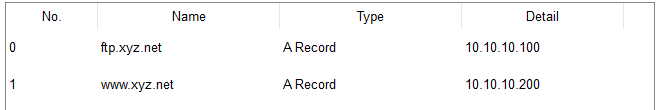 No. Name Type Detail
0 ftp.xyz.net A Record 10.10.10.100
1 www.xyz.net A Record 10.10.10.200